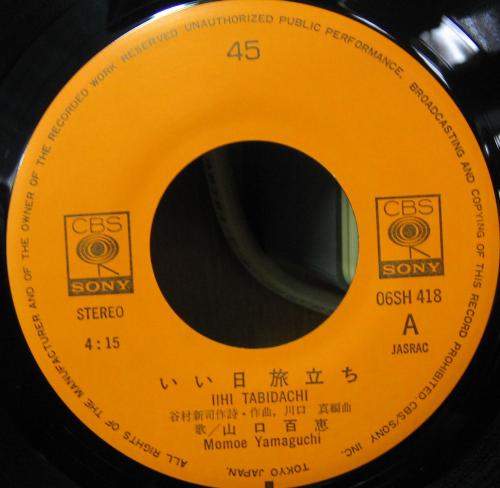 ALL RIGHTS OF THE MANUFACTURER AND OF THE OWNER OF THE RECORDED WORK RESERVED UNAUTHORIZED PUBLIC PERFORMANCE, BROADCASTING AND COPYING OF THIS RECORD PROHIBITED. CBS/SONY INC. TOKYO JAPAN.
45
CBS
SONY
STEREO
4:15
CBS
SONY
06SH 418
A
JASRAC
いい日旅立ち
IIHI TABIDACHI
谷村新司作詩・作曲，川口 真編曲
歌／山口百恵
Momoe Yamaguchi